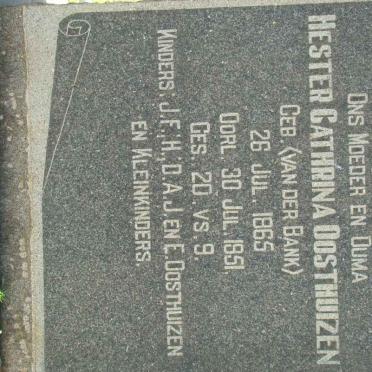 ONS MOEDER EN OUMA
HESTER CATHRINA OOSTHUIZEN
GEB (VAN DER BANK)
26 JUL. 1865
OORL. 30 JUL. 1851
GES. 20. VS. 9.
KINDERS: J.F., H., D.A.J. EN E. OOSTHUIZEN
EN KLEINKINDERS.